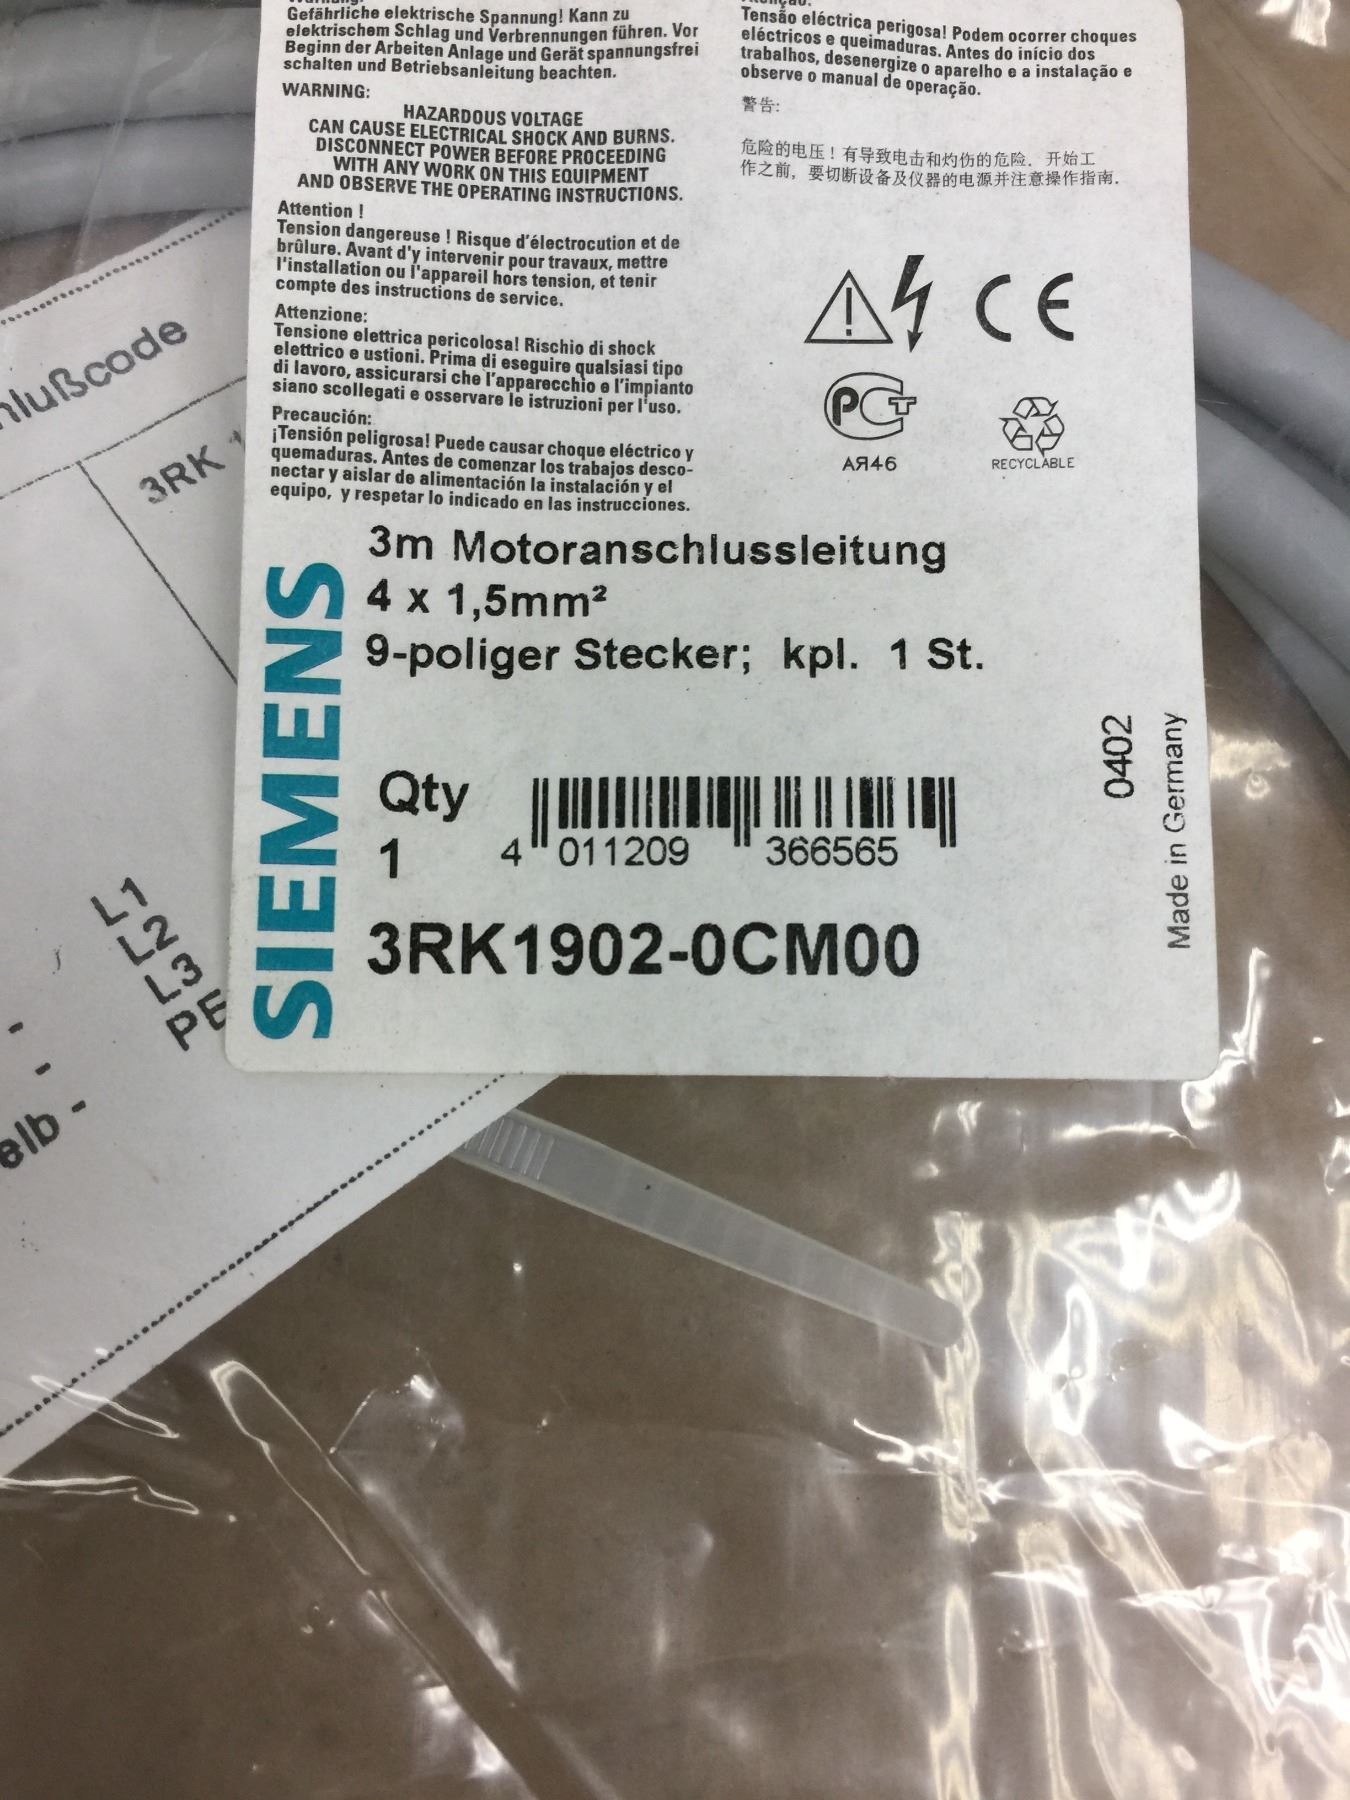 Gefährliche elektrische Spannung! Kann zu
elektrischem Schlag und Verbrennungen führen. Vor
Beginn der Arbeiten Anlage und Gerät spannungsfrei
schalten und Betriebsanleitung beachten.
WARNING:
HAZARDOUS VOLTAGE
CAN CAUSE ELECTRICAL SHOCK AND BURNS.
DISCONNECT POWER BEFORE PROCEEDING
WITH ANY WORK ON THIS EQUIPMENT
AND OBSERVE THE OPERATING INSTRUCTIONS.
Attention !
Tension dangereuse ! Risque d'électrocution et de
brûlure. Avant d'y intervenir pour travaux, mettre
l'installation ou l'appareil hors tension, et tenir
compte des instructions de service.
Attenzione:
Tensione elettrica pericolosa! Rischio di shock
elettrico e ustioni. Prima di eseguire qualsiasi tipo
di lavoro, assicurarsi che l'apparecchio e l'impianto
siano scollegati e osservare le istruzioni per l'uso.
Precaución:
¡Tensión peligrosa! Puede causar choque eléctrico y
quemaduras. Antes de comenzar los trabajos desco-
nectar y aislar de alimentación la instalación y el
equipo, y respetar lo indicado en las instrucciones.
Tensão eléctrica perigosa! Podem ocorrer choques
eléctricos e queimaduras. Antes do início dos
trabalhos, desenergize o aparelho e a instalação e
observe o manual de operação.
警告:
危险的电压！有导致电击和灼伤的危险. 开始工
作之前, 要切断设备及仪器的电源并注意操作指南.
CE
РСТ
АЯ46
RECYCLABLE
SIEMENS
3m Motoranschlussleitung
4 x 1,5mm²
9-poliger Stecker; kpl. 1 St.
Qty
1
4 011209 366565
3RK1902-0CM00
0402
Made in Germany
hlußcode
3RK 1
L1
L2
L3
PE
-
-
elb -